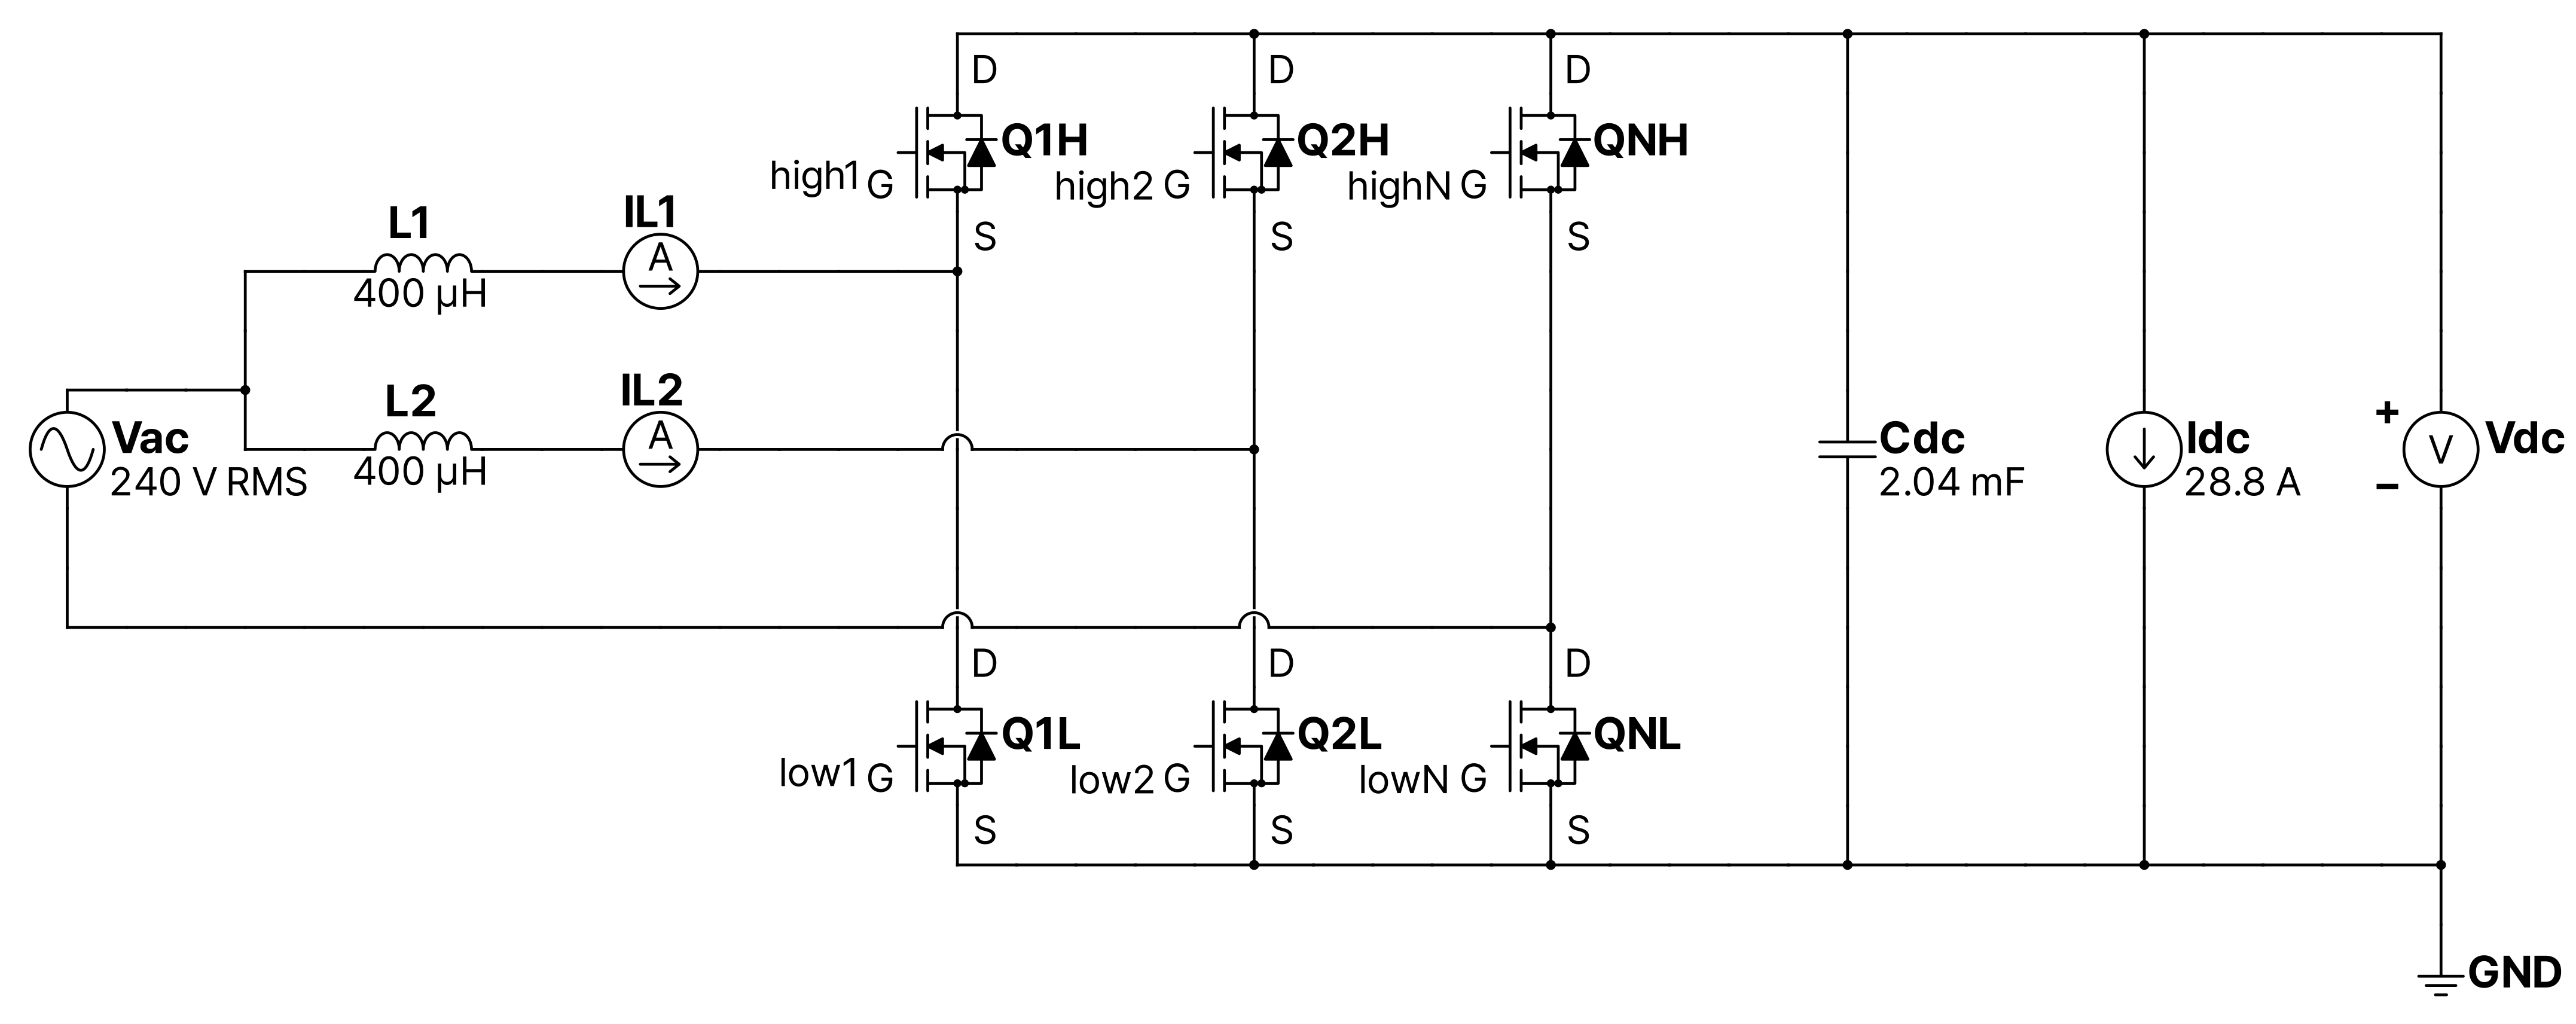 D
D
D
Q1H
Q2H
QNH
high1 G
high2 G
highN G
S
S
S
L1
400 µH
IL1
A
L2
400 µH
IL2
A
Vac
240 V RMS
Cdc
2.04 mF
Idc
28.8 A
+
V
−
Vdc
D
D
D
Q1L
Q2L
QNL
low1 G
low2 G
lowN G
S
S
S
GND